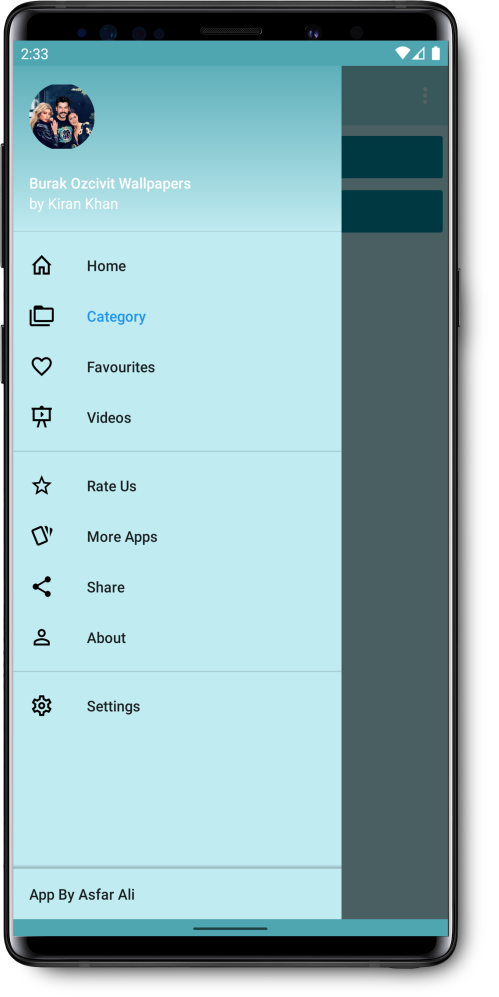 2:33
Burak Ozcivit Wallpapers
by Kiran Khan
Home
Category
Favourites
Videos
Rate Us
More Apps
Share
About
Settings
App By Asfar Ali